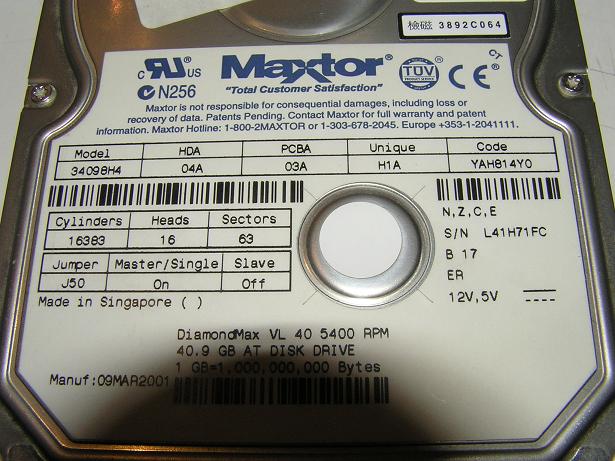 檢磁 3892C064
c RU US Maxtor TÜV CE CT
PRODUCT SERVICE
N256 "Total Customer Satisfaction"
Maxtor is not responsible for consequential damages, including loss or
recovery of data. Patents Pending. Contact Maxtor for full warranty and patent
information. Maxtor Hotline: 1-800-2MAXTOR or 1-303-678-2045. Europe +353-1-2041111.
Model HDA PCBA Unique Code
34098H4 04A 03A H1A YAH814Y0
Cylinders Heads Sectors
16383 16 63
Jumper Master/Single Slave
J50 On Off
N,Z,C,E
S/N L41H71FC
B 17
ER
12V,5V
Made in Singapore ( )
DiamondMax VL 40 5400 RPM
40.9 GB AT DISK DRIVE
1 GB=1,000,000,000 Bytes
Manuf:09MAR2001